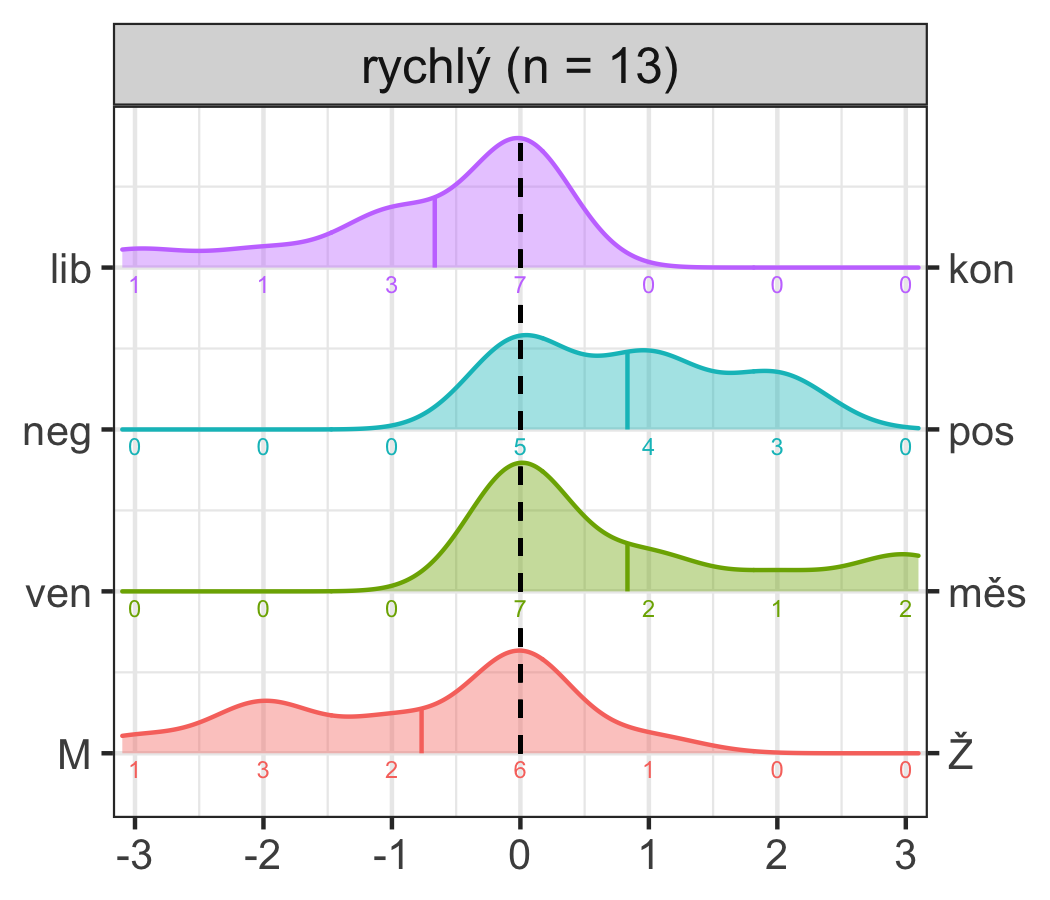 rychlý (n = 13)
lib kon
1 1 3 7 0 0 0
neg pos
0 0 0 5 4 3 0
ven měs
0 0 0 7 2 1 2
M Ž
1 3 2 6 1 0 0
-3 -2 -1 0 1 2 3